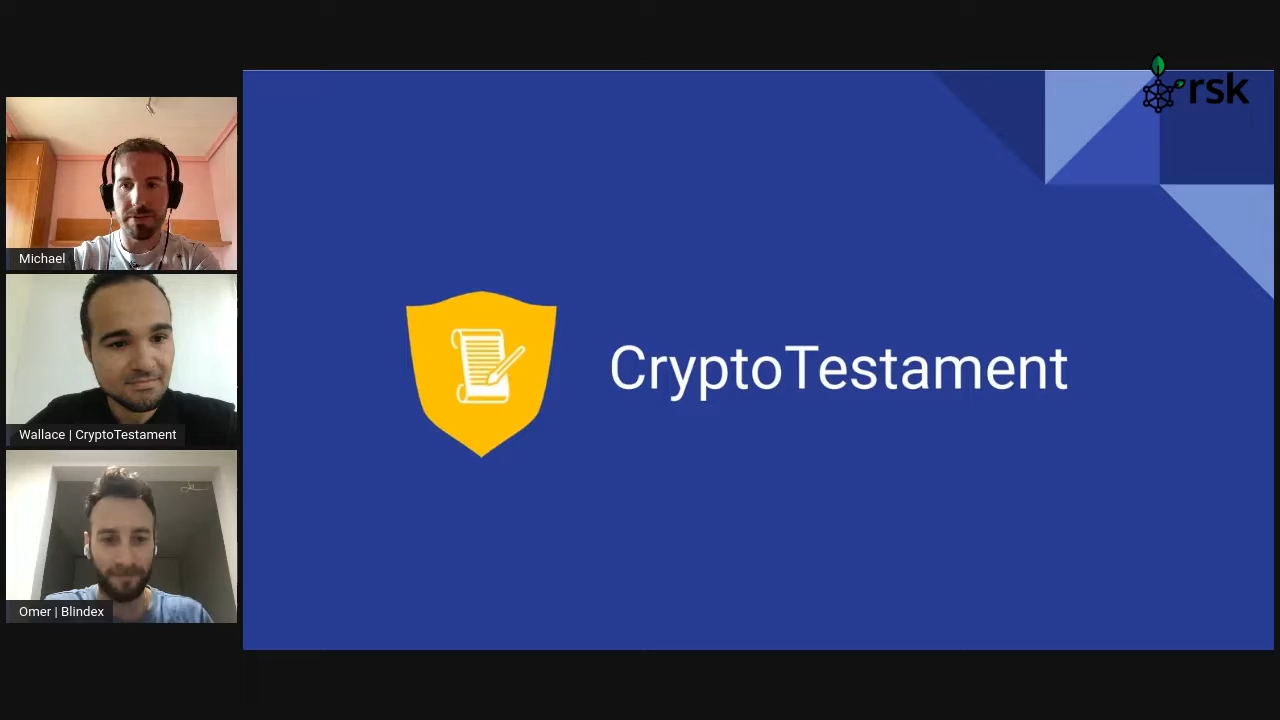 rsk
Michael
CryptoTestament
Wallace | CryptoTestament
Omer | Blindex